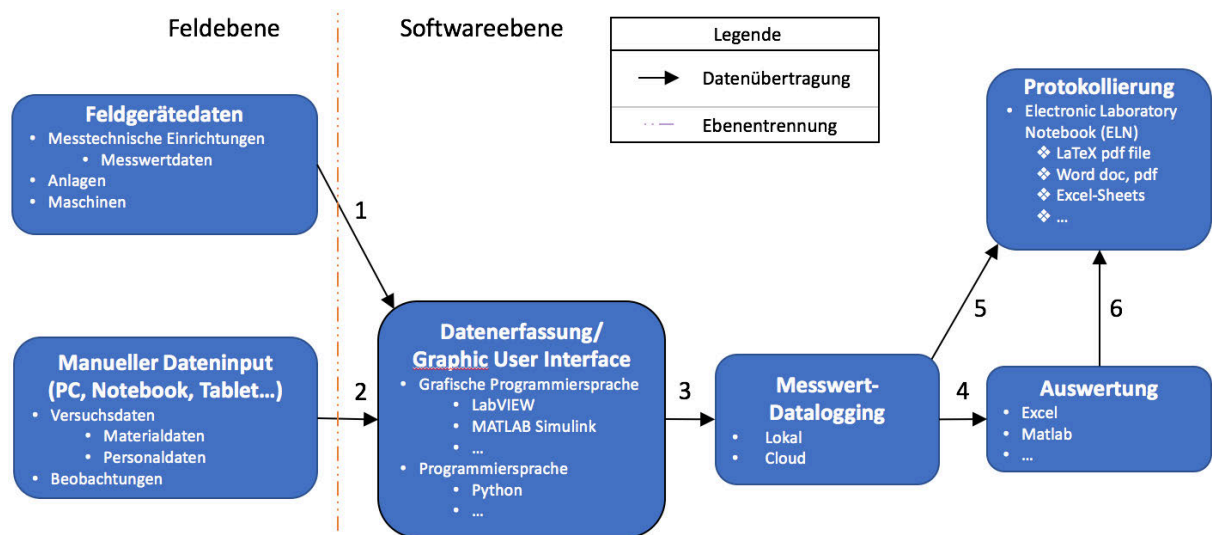 Feldebene
Softwareebene
Legende
Datenübertragung
Ebenentrennung
Feldgerätedaten
• Messtechnische Einrichtungen
• Messwertdaten
• Anlagen
• Maschinen
1
Manueller Dateninput
(PC, Notebook, Tablet...)
• Versuchsdaten
• Materialdaten
• Personaldaten
• Beobachtungen
2
Datenerfassung/
Graphic User Interface
• Grafische Programmiersprache
• LabVIEW
• MATLAB Simulink
• ...
• Programmiersprache
• Python
• ...
3
Messwert-
Datalogging
• Lokal
• Cloud
4
5
Auswertung
• Excel
• Matlab
• ...
6
Protokollierung
• Electronic Laboratory
Notebook (ELN)
❖ LaTeX pdf file
❖ Word doc, pdf
❖ Excel-Sheets
❖ ...